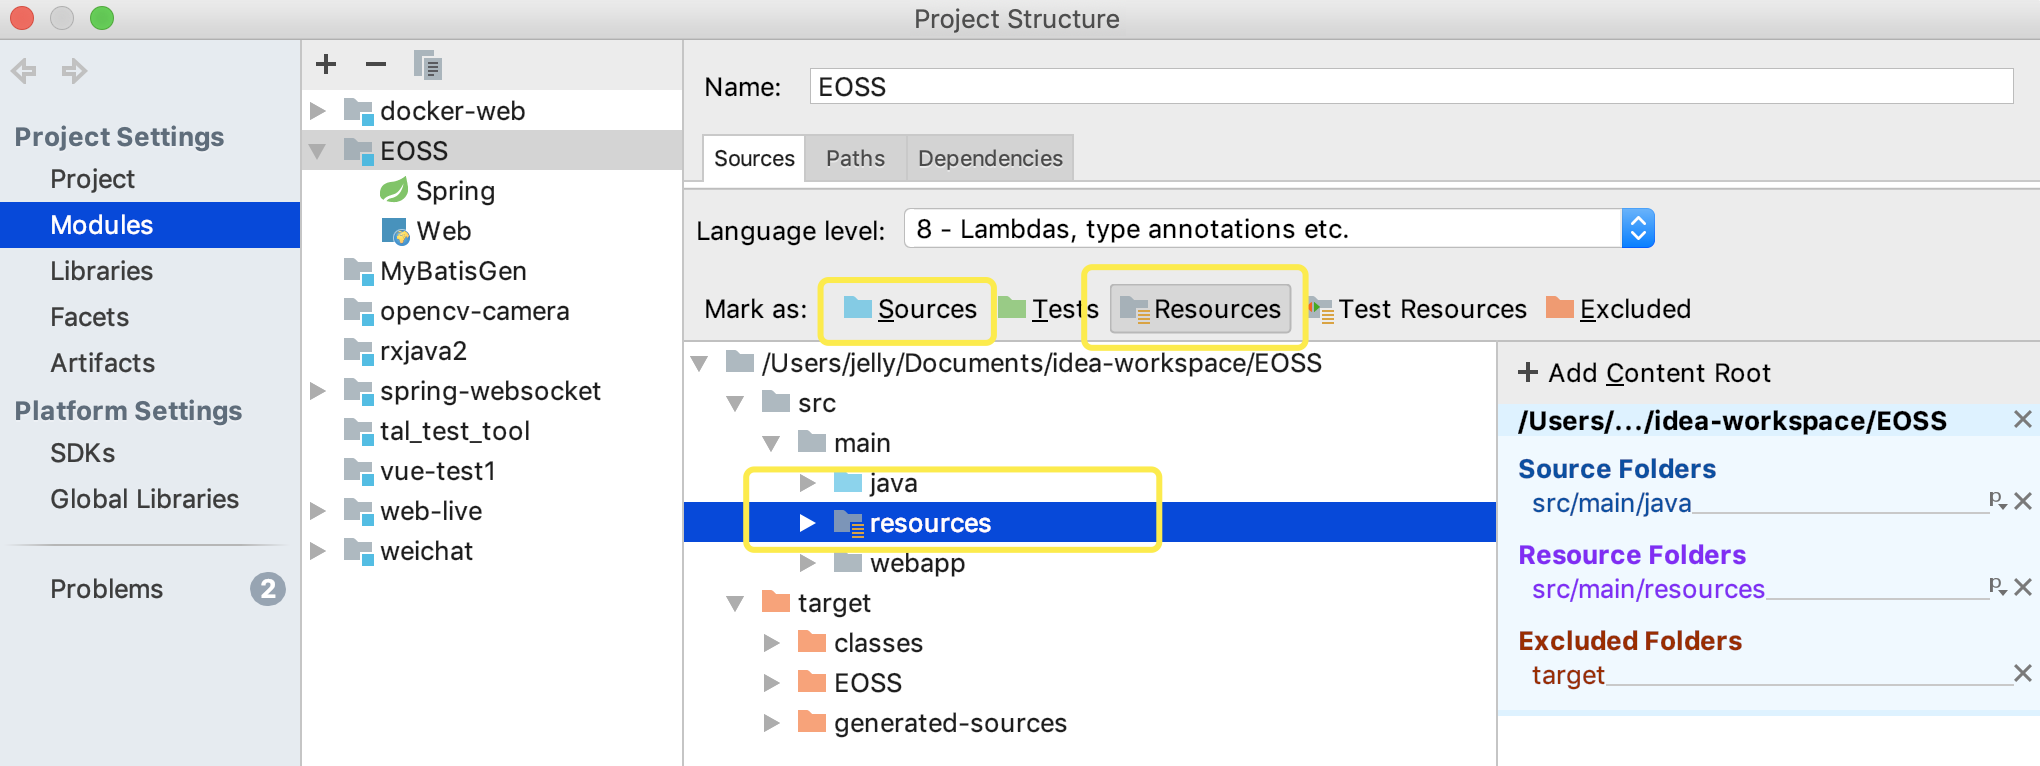 Project Structure
Project Settings
Project
Modules
Libraries
Facets
Artifacts
Platform Settings
SDKs
Global Libraries
Problems 2
docker-web
EOSS
Spring
Web
MyBatisGen
opencv-camera
rxjava2
spring-websocket
tal_test_tool
vue-test1
web-live
weichat
Name: EOSS
Sources Paths Dependencies
Language level: 8 - Lambdas, type annotations etc.
Mark as: Sources Tests Resources Test Resources Excluded
/Users/jelly/Documents/idea-workspace/EOSS
src
main
java
resources
webapp
target
classes
EOSS
generated-sources
+ Add Content Root
/Users/.../idea-workspace/EOSS
Source Folders
src/main/java
Resource Folders
src/main/resources
Excluded Folders
target